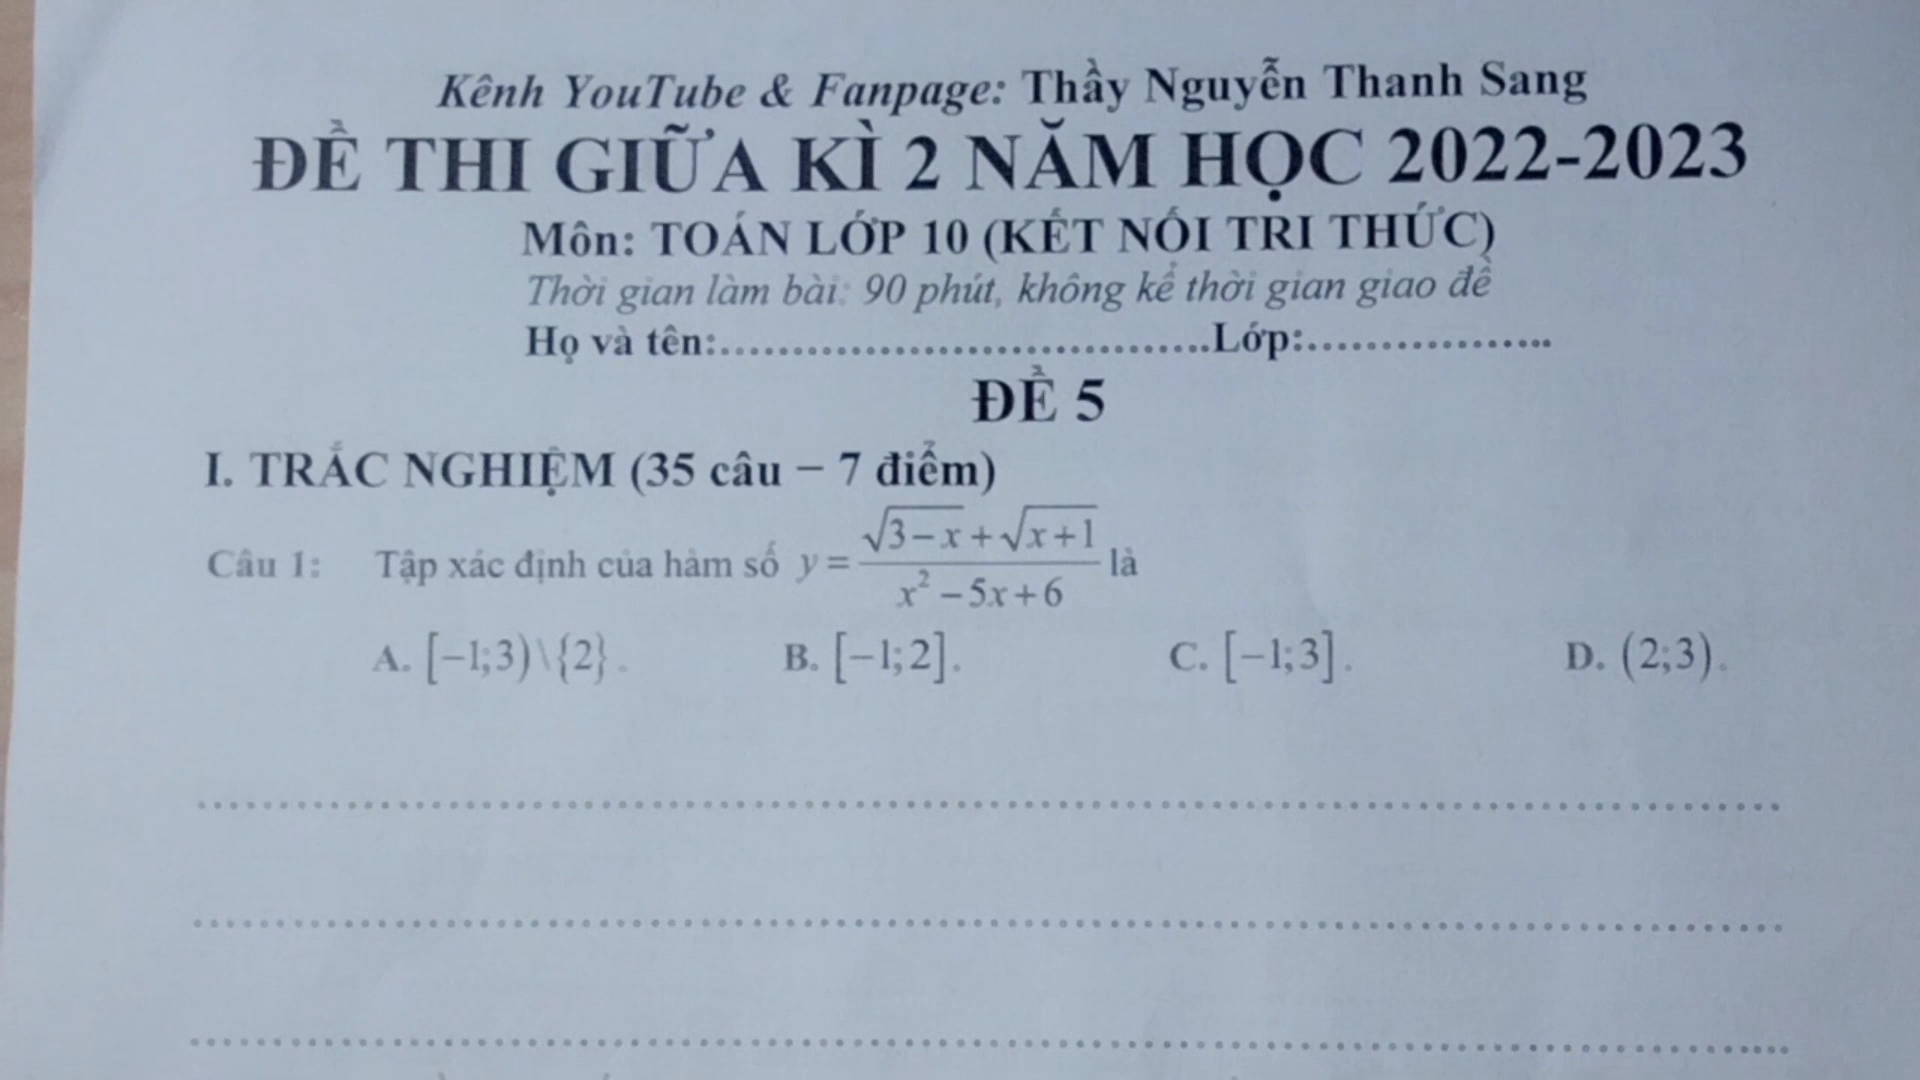 Kênh YouTube & Fanpage: Thầy Nguyễn Thanh Sang
ĐỀ THI GIỮA KÌ 2 NĂM HỌC 2022-2023
Môn: TOÁN LỚP 10 (KẾT NỐI TRI THỨC)
Thời gian làm bài: 90 phút, không kể thời gian giao đề
Họ và tên:..................................Lớp:.................
ĐỀ 5
I. TRẮC NGHIỆM (35 câu – 7 điểm)
Câu 1: Tập xác định của hàm số y = (√(3−x) + √(x+1)) / (x² − 5x + 6) là
A. [−1;3)\{2}. B. [−1;2]. C. [−1;3]. D. (2;3).